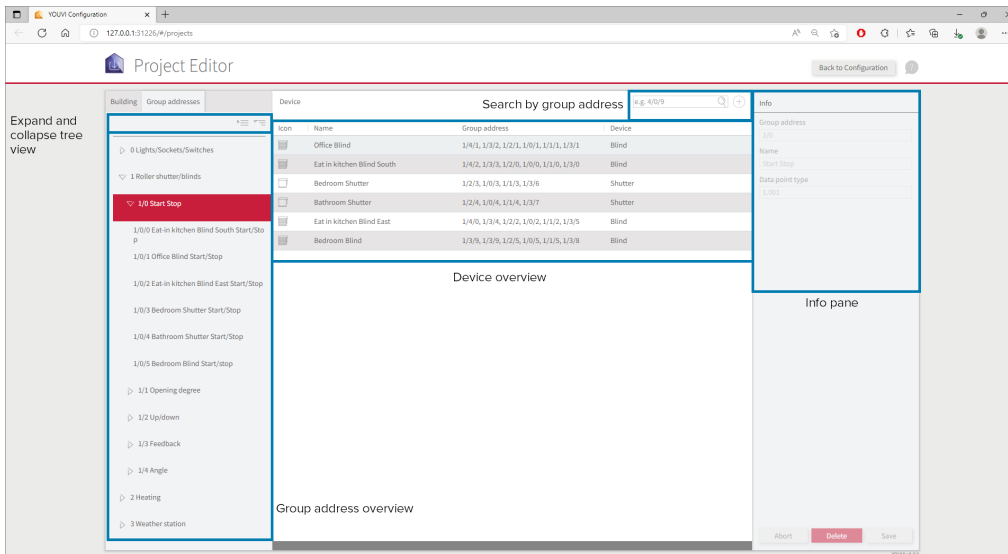 YOUVI Configuration
127.0.0.1:31226/#/projects
Project Editor
Back to Configuration
?
Building
Group addresses
Expand and
collapse tree
view
0 Lights/Sockets/Switches
1 Roller shutter/blinds
1/0 Start Stop
1/0/0 Eat-in kitchen Blind South Start/Sto
p
1/0/1 Office Blind Start/Stop
1/0/2 Eat-in kitchen Blind East Start/Stop
1/0/3 Bedroom Shutter Start/Stop
1/0/4 Bathroom Shutter Start/Stop
1/0/5 Bedroom Blind Start/stop
1/1 Opening degree
1/2 Up/down
1/3 Feedback
1/4 Angle
2 Heating
3 Weather station
Device
Search by group address
e.g. 4/0/9
Icon Name Group address Device
Office Blind 1/4/1, 1/3/2, 1/2/1, 1/0/1, 1/1/1, 1/3/1 Blind
Eat in kitchen Blind South 1/4/2, 1/3/3, 1/2/0, 1/0/0, 1/1/0, 1/3/0 Blind
Bedroom Shutter 1/2/3, 1/0/3, 1/1/3, 1/3/6 Shutter
Bathroom Shutter 1/2/4, 1/0/4, 1/1/4, 1/3/7 Shutter
Eat in kitchen Blind East 1/4/0, 1/3/4, 1/2/2, 1/0/2, 1/1/2, 1/3/5 Blind
Bedroom Blind 1/3/9, 1/3/9, 1/2/5, 1/0/5, 1/1/5, 1/3/8 Blind
Device overview
Group address overview
Info
Group address
1/0
Name
Start Stop
Data point type
1.001
Info pane
Abort
Delete
Save